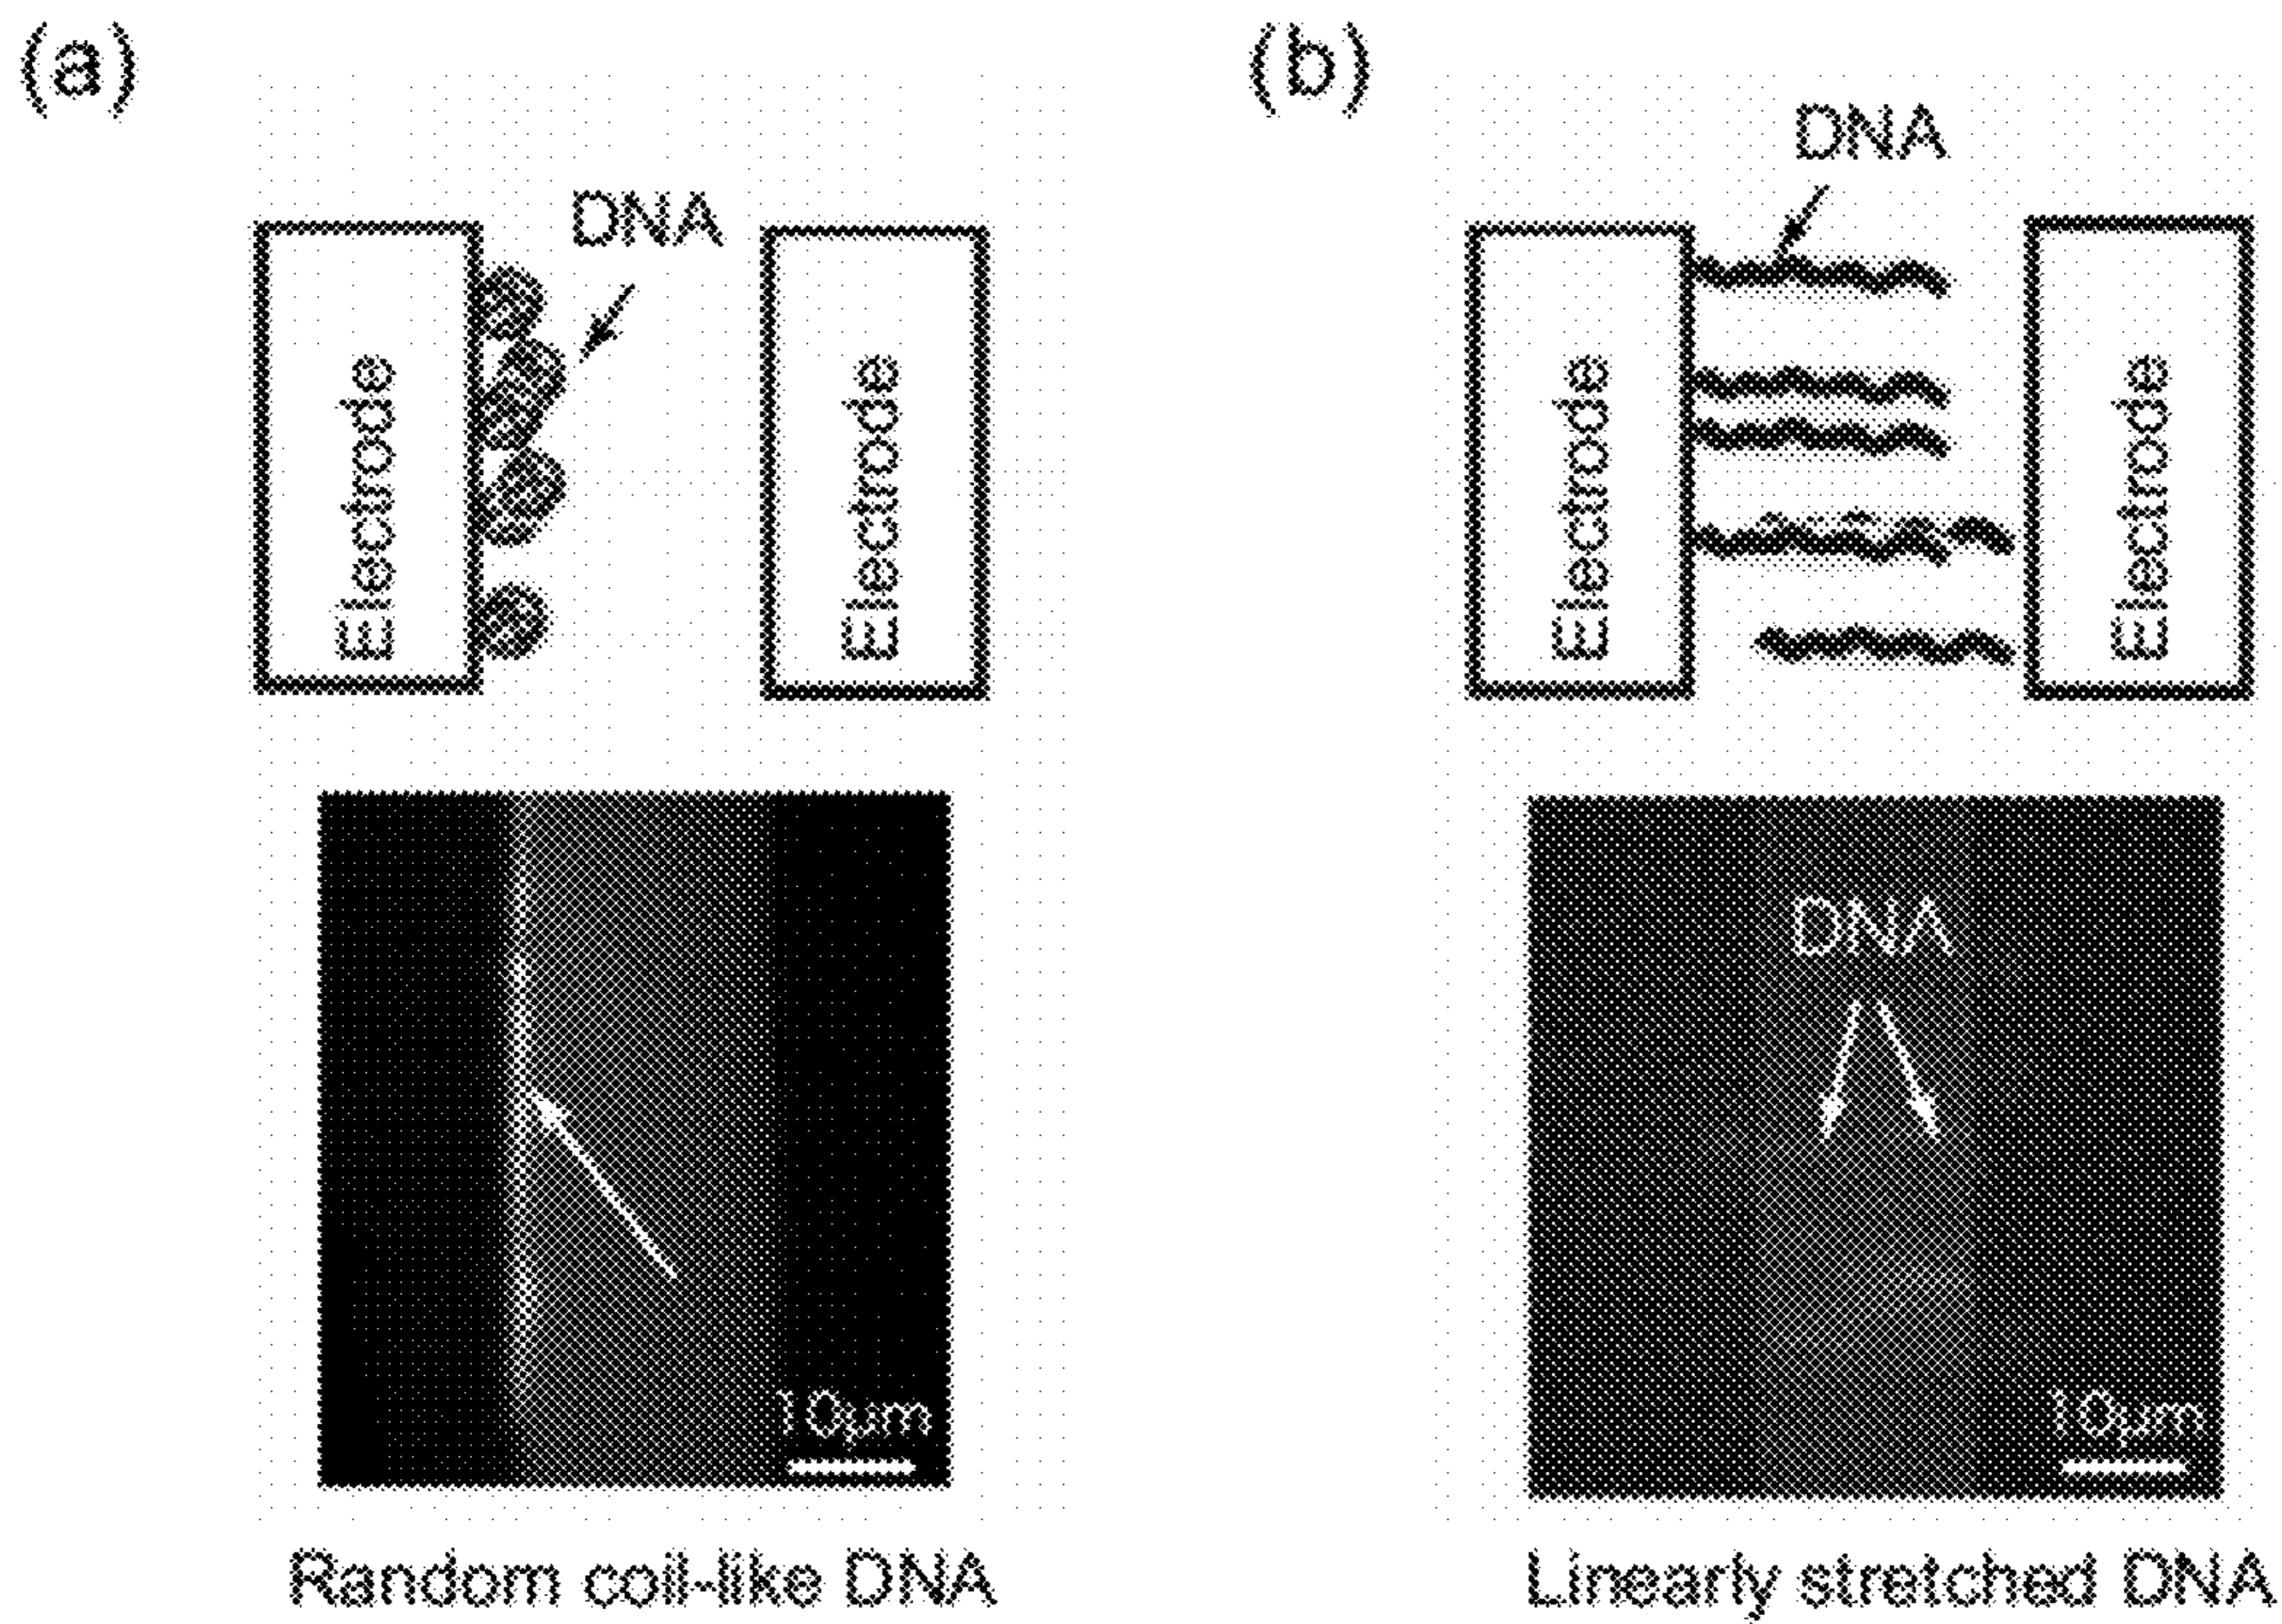 (a)
DNA
Electrode
Electrode
10μm
Random coil-like DNA
(b)
DNA
Electrode
Electrode
DNA
10μm
Linearly stretched DNA